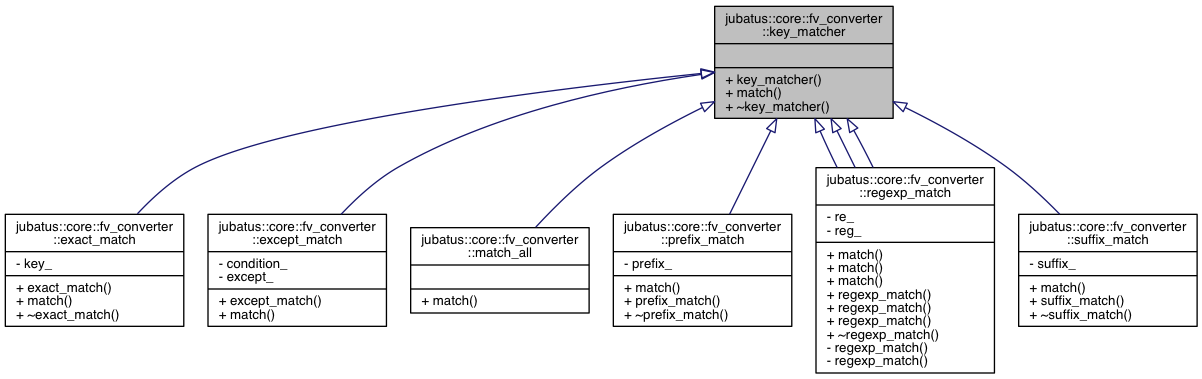 jubatus::core::fv_converter
::key_matcher
+ key_matcher()
+ match()
+ ~key_matcher()
jubatus::core::fv_converter
::exact_match
- key_
+ exact_match()
+ match()
+ ~exact_match()
jubatus::core::fv_converter
::except_match
- condition_
- except_
+ except_match()
+ match()
jubatus::core::fv_converter
::match_all
+ match()
jubatus::core::fv_converter
::prefix_match
- prefix_
+ match()
+ prefix_match()
+ ~prefix_match()
jubatus::core::fv_converter
::regexp_match
- re_
- reg_
+ match()
+ match()
+ match()
+ regexp_match()
+ regexp_match()
+ regexp_match()
+ ~regexp_match()
- regexp_match()
- regexp_match()
jubatus::core::fv_converter
::suffix_match
- suffix_
+ match()
+ suffix_match()
+ ~suffix_match()